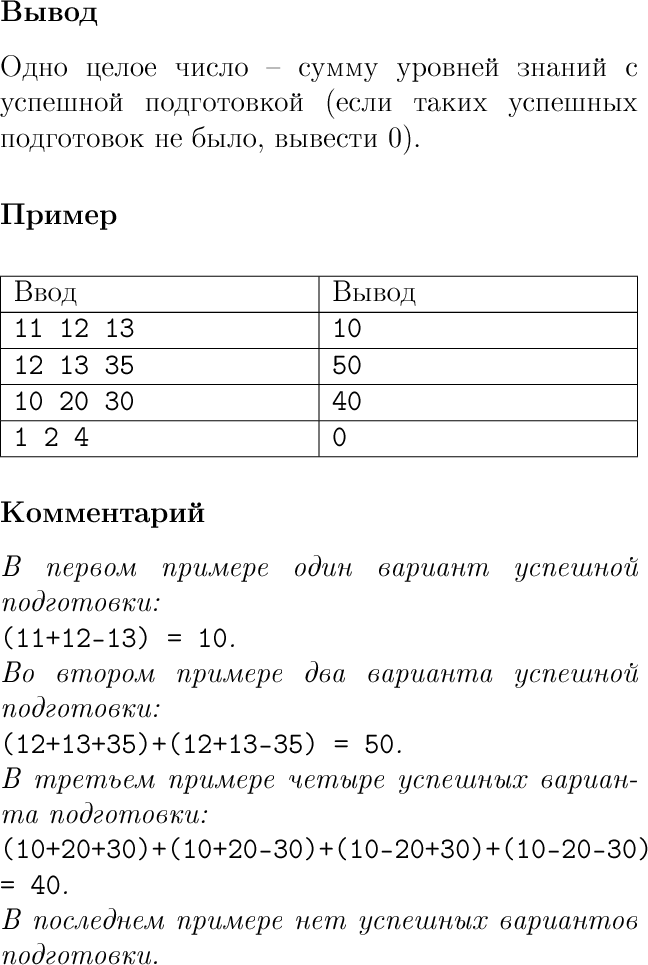 Вывод
Одно целое число – сумму уровней знаний с
успешной подготовкой (если таких успешных
подготовок не было, вывести 0).
Пример
Ввод Вывод
11 12 13 10
12 13 35 50
10 20 30 40
1 2 4 0
Комментарий
В первом примере один вариант успешной
подготовки:
(11+12-13) = 10.
Во втором примере два варианта успешной
подготовки:
(12+13+35)+(12+13-35) = 50.
В третьем примере четыре успешных вариан-
та подготовки:
(10+20+30)+(10+20-30)+(10-20+30)+(10-20-30)
= 40.
В последнем примере нет успешных вариантов
подготовки.